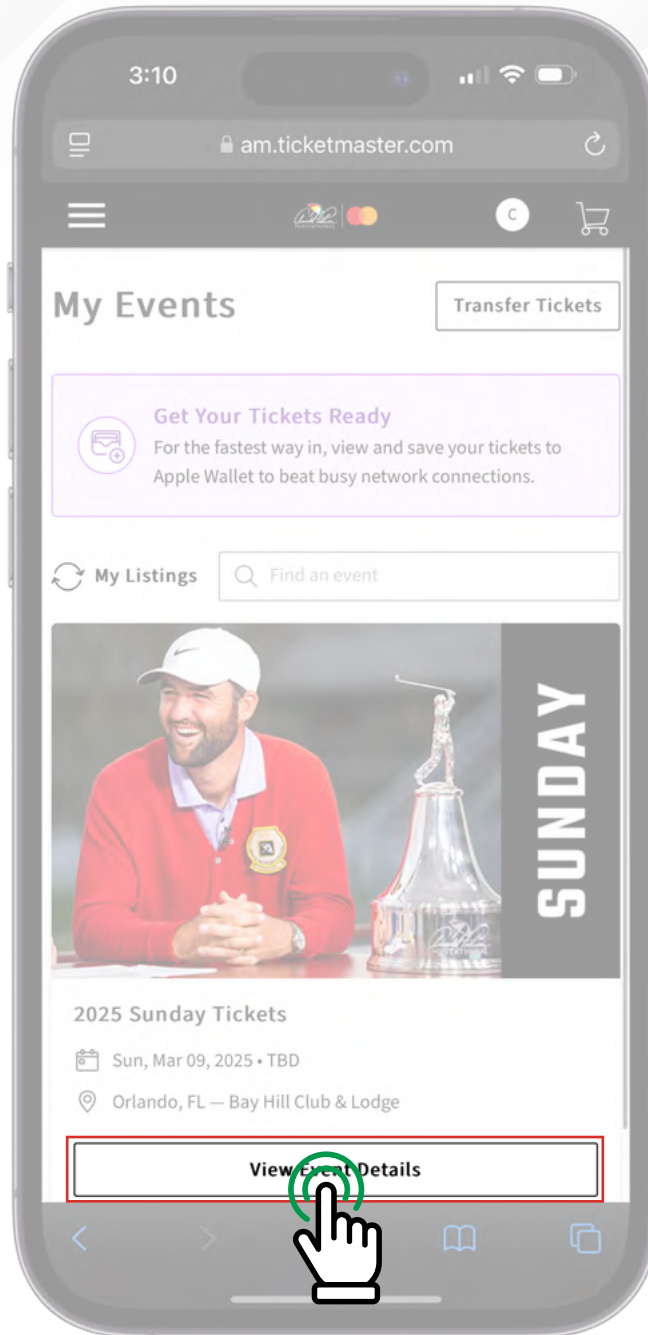 3:10
am.ticketmaster.com
C
My Events
Transfer Tickets
Get Your Tickets Ready
For the fastest way in, view and save your tickets to
Apple Wallet to beat busy network connections.
My Listings
Find an event
SUNDAY
2025 Sunday Tickets
Sun, Mar 09, 2025 • TBD
Orlando, FL — Bay Hill Club & Lodge
View Event Details